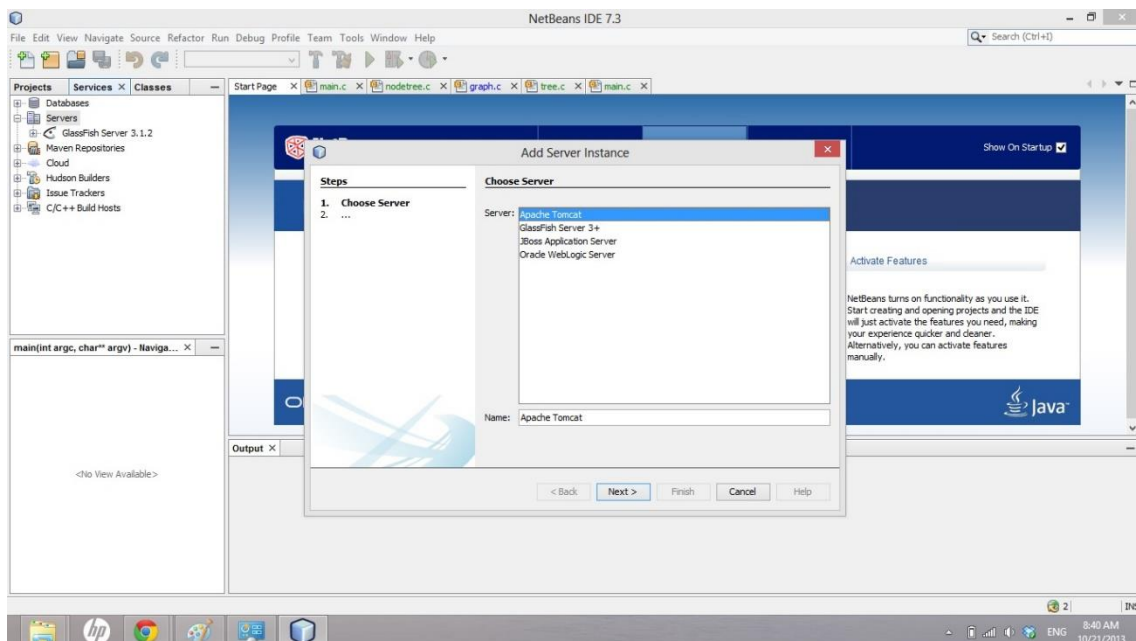 NetBeans IDE 7.3
File Edit View Navigate Source Refactor Run Debug Profile Team Tools Window Help
Search (Ctrl+I)
Projects Services Classes
Start Page main.c nodetree.c graph.c tree.c main.c
Databases
Servers
GlassFish Server 3.1.2
Maven Repositories
Cloud
Hudson Builders
Issue Trackers
C/C++ Build Hosts
Show On Startup
Add Server Instance
Steps
1. Choose Server
2. ...
Choose Server
Server: Apache Tomcat
GlassFish Server 3+
JBoss Application Server
Oracle WebLogic Server
Name: Apache Tomcat
< Back Next > Finish Cancel Help
Activate Features
NetBeans turns on functionality as you use it.
Start creating and opening projects and the IDE
will just activate the features you need, making
your experience quicker and cleaner.
Alternatively, you can activate features
manually.
Java
main(int argc, char** argv) - Naviga...
<No View Available>
Output
2
INS
hp
ENG
8:40 AM
10/21/2013